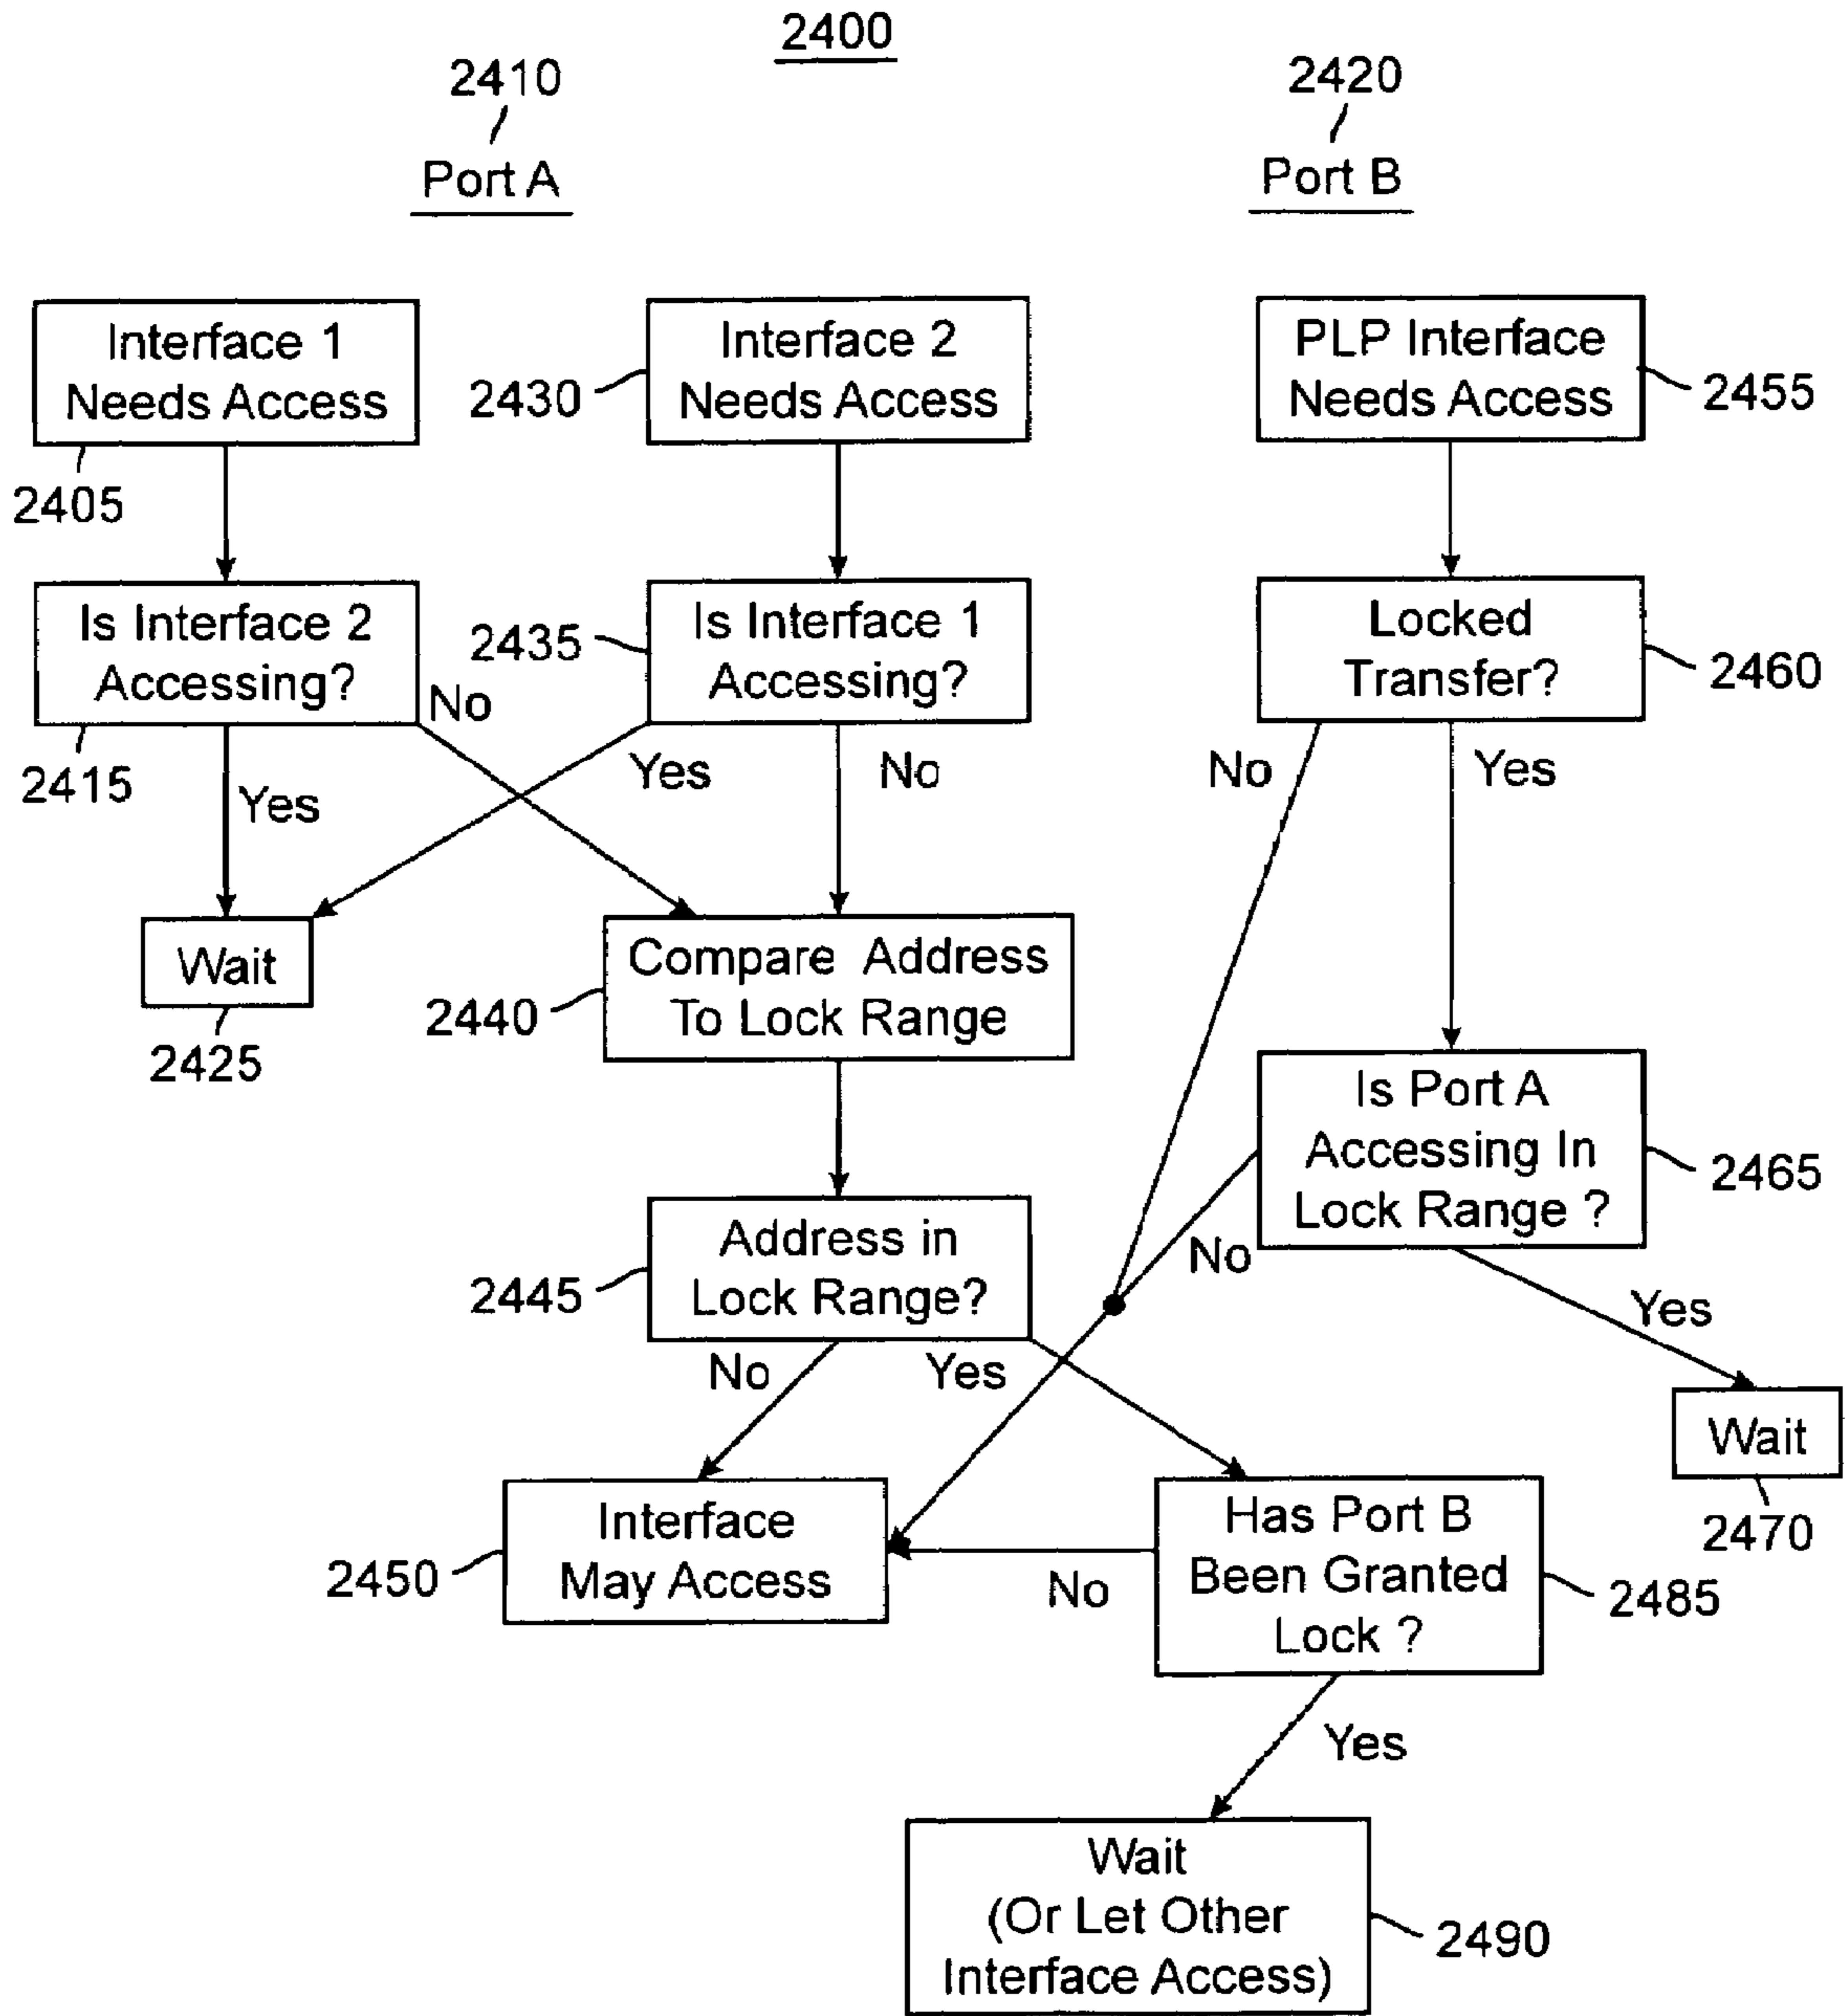 2400
2410
2420
Port A
Port B
Interface 1
Needs Access
2405
Interface 2
Needs Access
2430
PLP Interface
Needs Access
2455
Is Interface 2
Accessing?
2415
No
Yes
Is Interface 1
Accessing?
2435
Yes
No
Locked
Transfer?
2460
No
Yes
Wait
2425
Compare Address
To Lock Range
2440
Is Port A
Accessing In
Lock Range ?
2465
No
Yes
Address in
Lock Range?
2445
No
Yes
Wait
2470
Interface
May Access
2450
Has Port B
Been Granted
Lock ?
2485
No
Yes
Wait
(Or Let Other
Interface Access)
2490